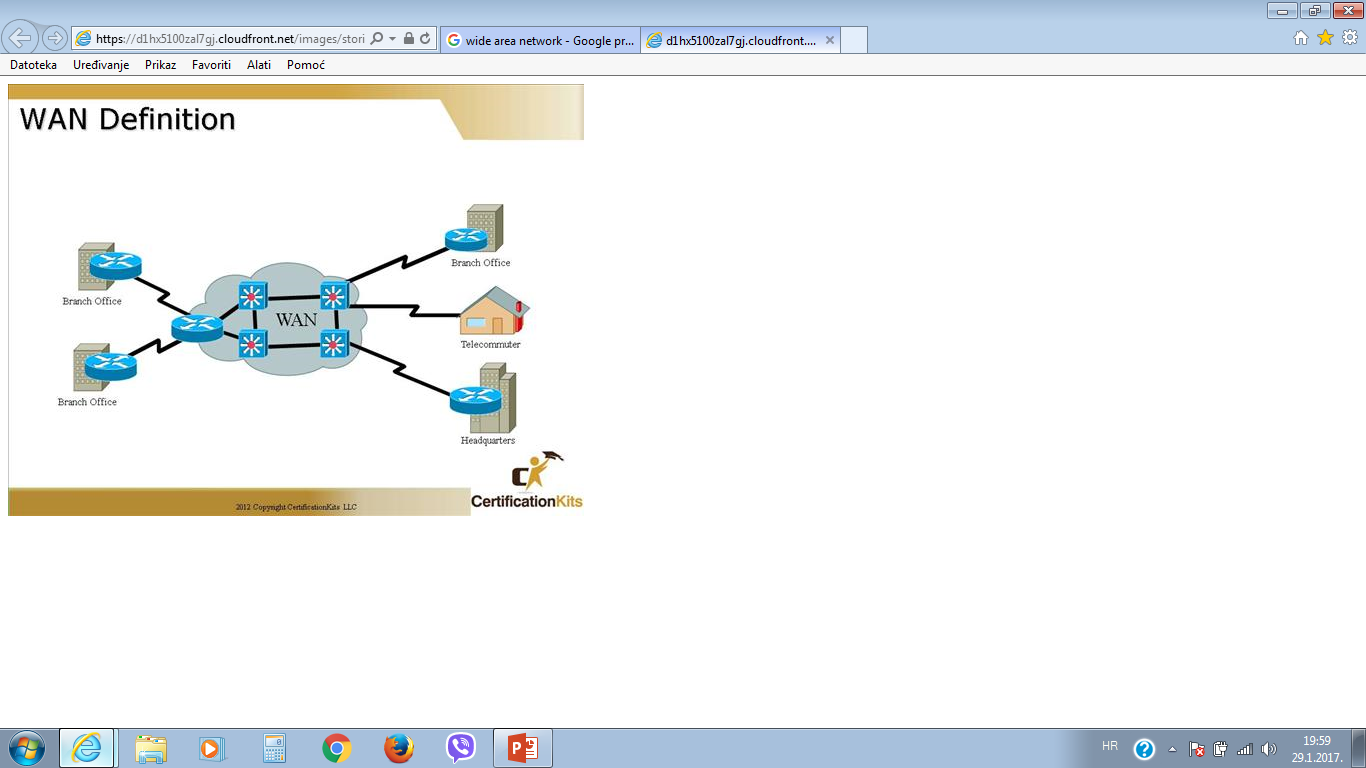 https://d1hx5100zal7gj.cloudfront.net/images/stori
wide area network - Google pr...
d1hx5100zal7gj.cloudfront....
Datoteka Uređivanje Prikaz Favoriti Alati Pomoć
WAN Definition
Branch Office
Branch Office
WAN
Telecommuter
Branch Office
Headquarters
CertificationKits
2012 Copyright CertificationKits LLC
Branch Office
HR
19:59
29.1.2017.